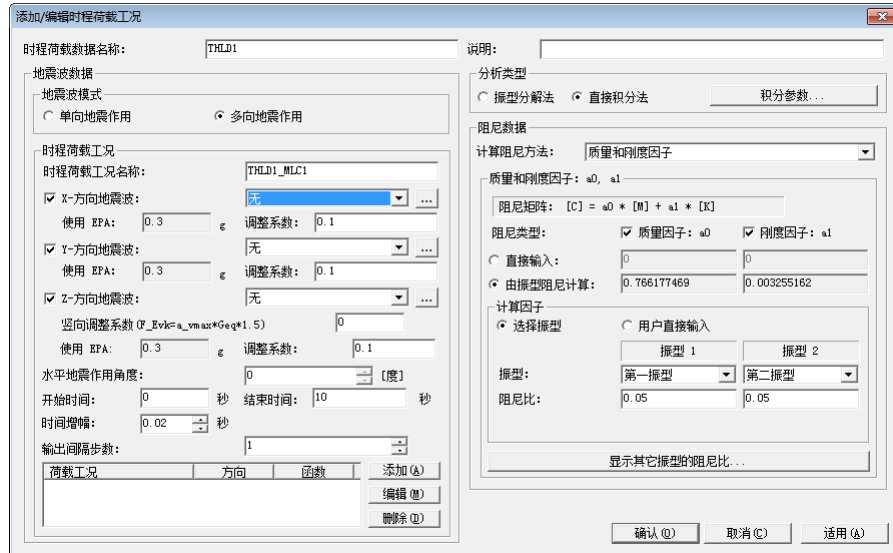 添加/编辑时程荷载工况
时程荷载数据名称: THLD1 说明:
地震波数据
地震波模式
单向地震作用 多向地震作用
时程荷载工况
时程荷载工况名称: THLD1_MLC1
X-方向地震波: 无 ...
使用 EPA: 0.3 g 调整系数: 0.1
Y-方向地震波: 无 ...
使用 EPA: 0.3 g 调整系数: 0.1
Z-方向地震波: 无 ...
竖向调整系数(F_Evk=a_vmax*Geq*1.5) 0
使用 EPA: 0.3 g 调整系数: 0.1
水平地震作用角度: 0 [度]
开始时间: 0 秒 结束时间: 10 秒
时间增幅: 0.02 秒
输出间隔步数: 1
荷载工况 方向 函数 添加(A)
编辑(M)
删除(D)
分析类型
振型分解法 直接积分法 积分参数...
阻尼数据
计算阻尼方法: 质量和刚度因子
质量和刚度因子: a0, a1
阻尼矩阵: [C] = a0 * [M] + a1 * [K]
阻尼类型: 质量因子: a0 刚度因子: a1
直接输入: 0 0
由振型阻尼计算: 0.766177469 0.003255162
计算因子
选择振型 用户直接输入
振型 1 振型 2
振型: 第一振型 第二振型
阻尼比: 0.05 0.05
显示其它振型的阻尼比...
确认(O) 取消(C) 适用(A)